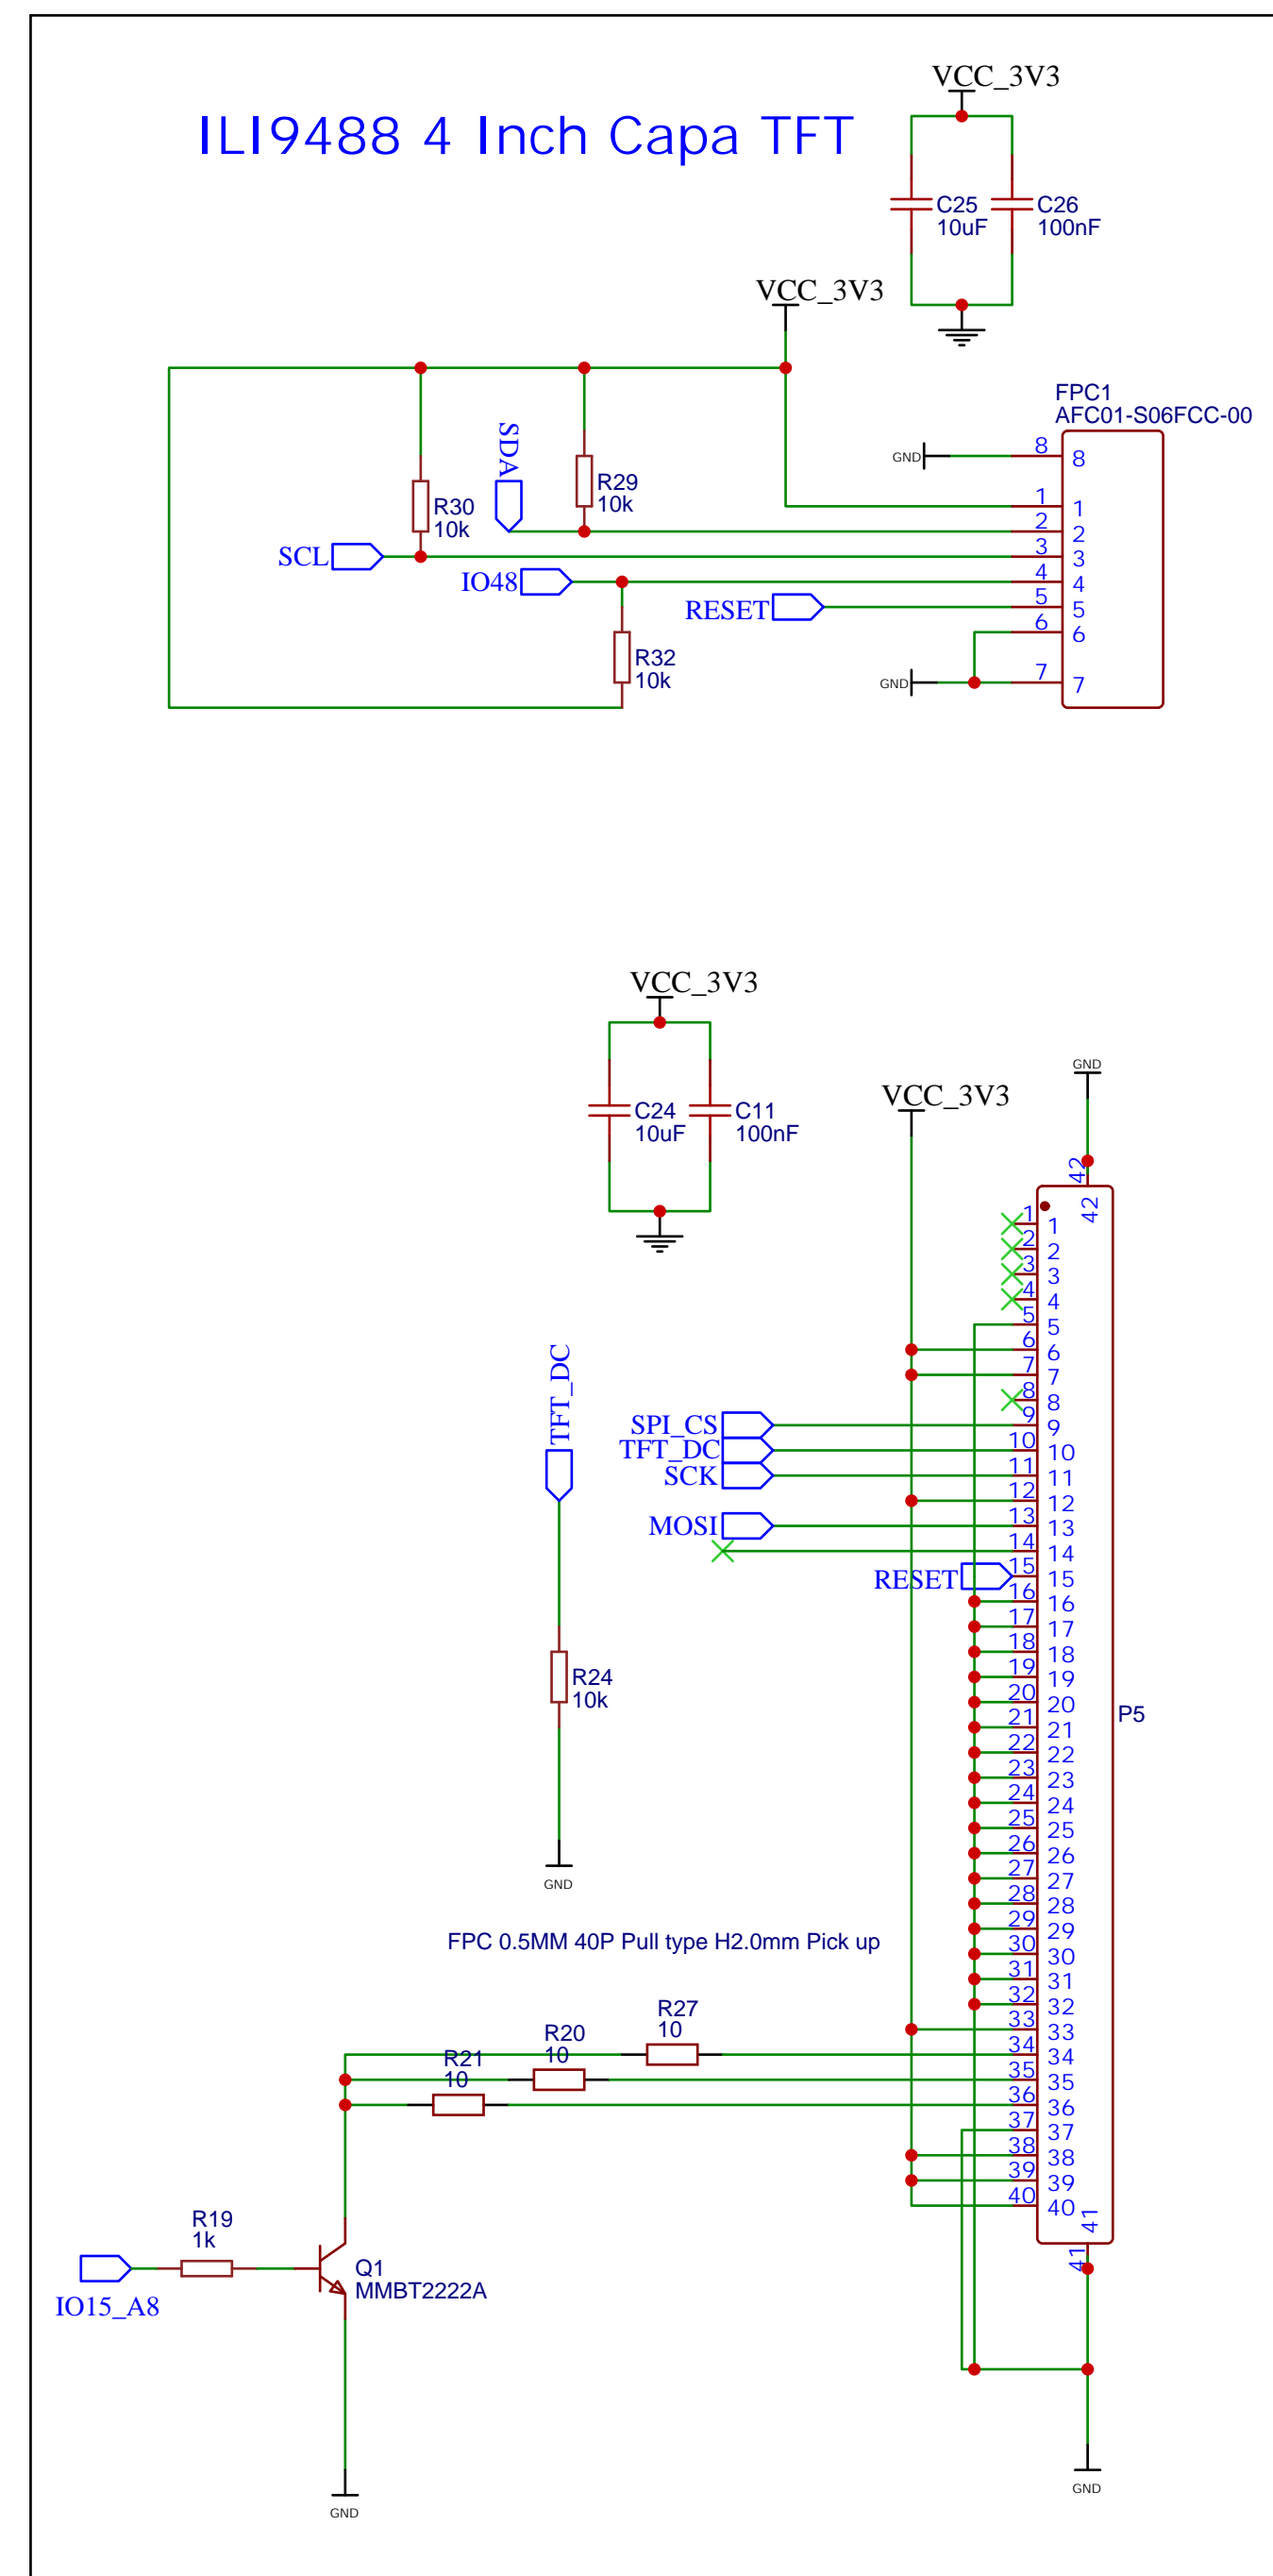 VCC_3V3
ILI9488 4 Inch Capa TFT
C25
10uF
C26
100nF
VCC_3V3
FPC1
AFC01-S06FCC-00
SDA
GND
8
8
R29
10k
R30
10k
1
1
2
2
SCL
3
3
IO48
4
4
RESET
5
5
6
6
R32
10k
GND
7
7
VCC_3V3
C24
10uF
C11
100nF
GND
VCC_3V3
42
42
1
1
2
2
3
3
4
4
5
5
6
6
7
7
8
8
TFT_DC
SPI_CS
9
9
TFT_DC
10
10
SCK
11
11
12
12
MOSI
13
13
14
14
RESET
15
15
16
16
17
17
18
18
19
19
R24
10k
20
20
P5
21
21
22
22
23
23
24
24
25
25
26
26
27
27
GND
28
28
29
29
FPC 0.5MM 40P Pull type H2.0mm Pick up
30
30
31
31
32
32
R27
10
33
33
R20
10
34
34
R21
10
35
35
36
36
37
37
38
38
39
39
40
40
41
41
R19
1k
Q1
MMBT2222A
IO15_A8
GND
GND